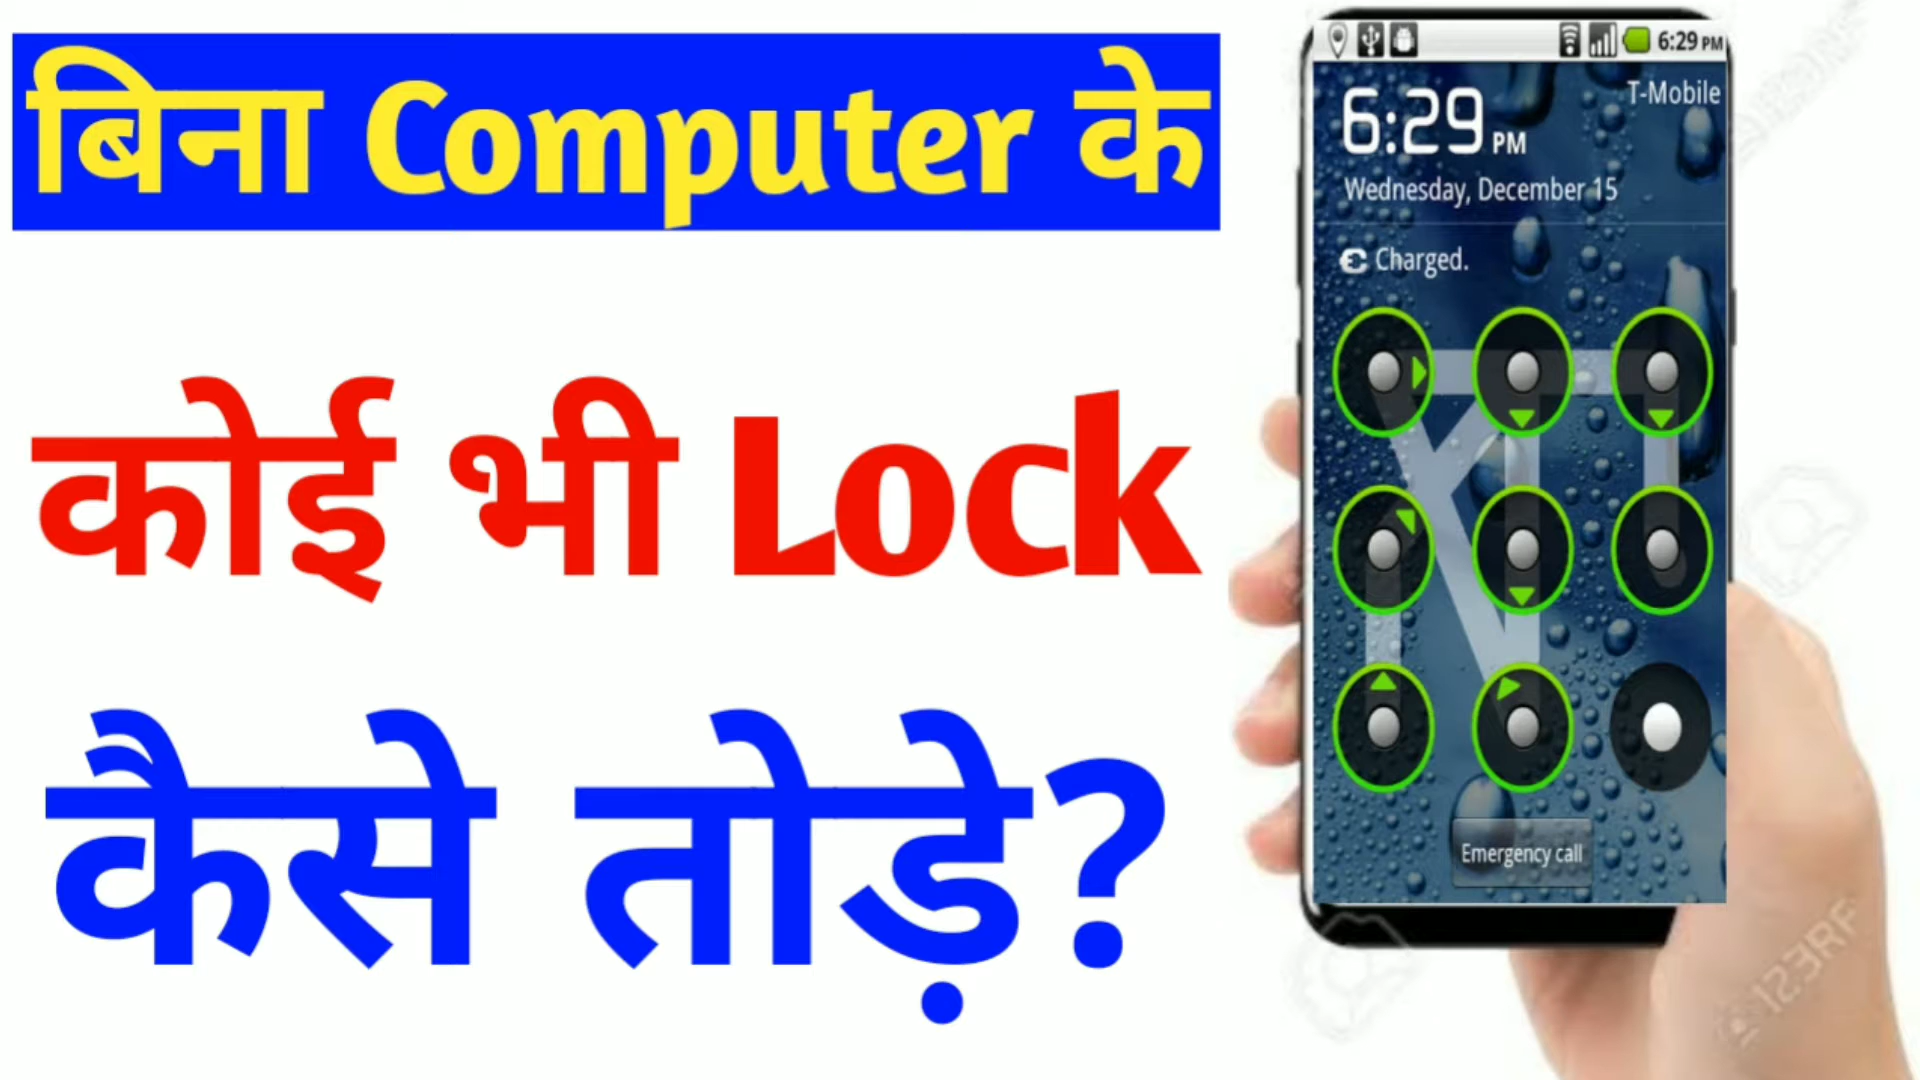 बिना Computer के
कोई भी Lock
कैसे तोड़े?
6:29 PM
T-Mobile
6:29 PM
Wednesday, December 15
Charged.
Emergency call
123RF